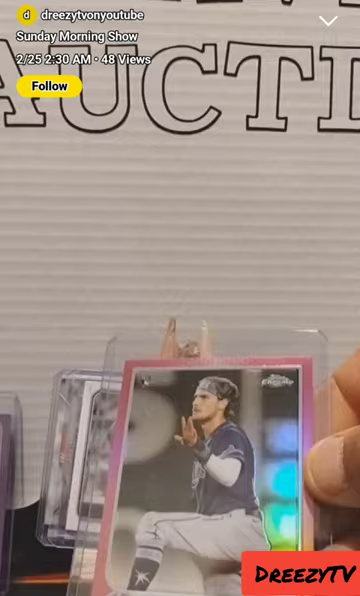 d dreezytvonyoutube
Sunday Morning Show
2/25 2:30 AM • 48 Views
Follow
AUCTI
Chrome
DREEZYTV